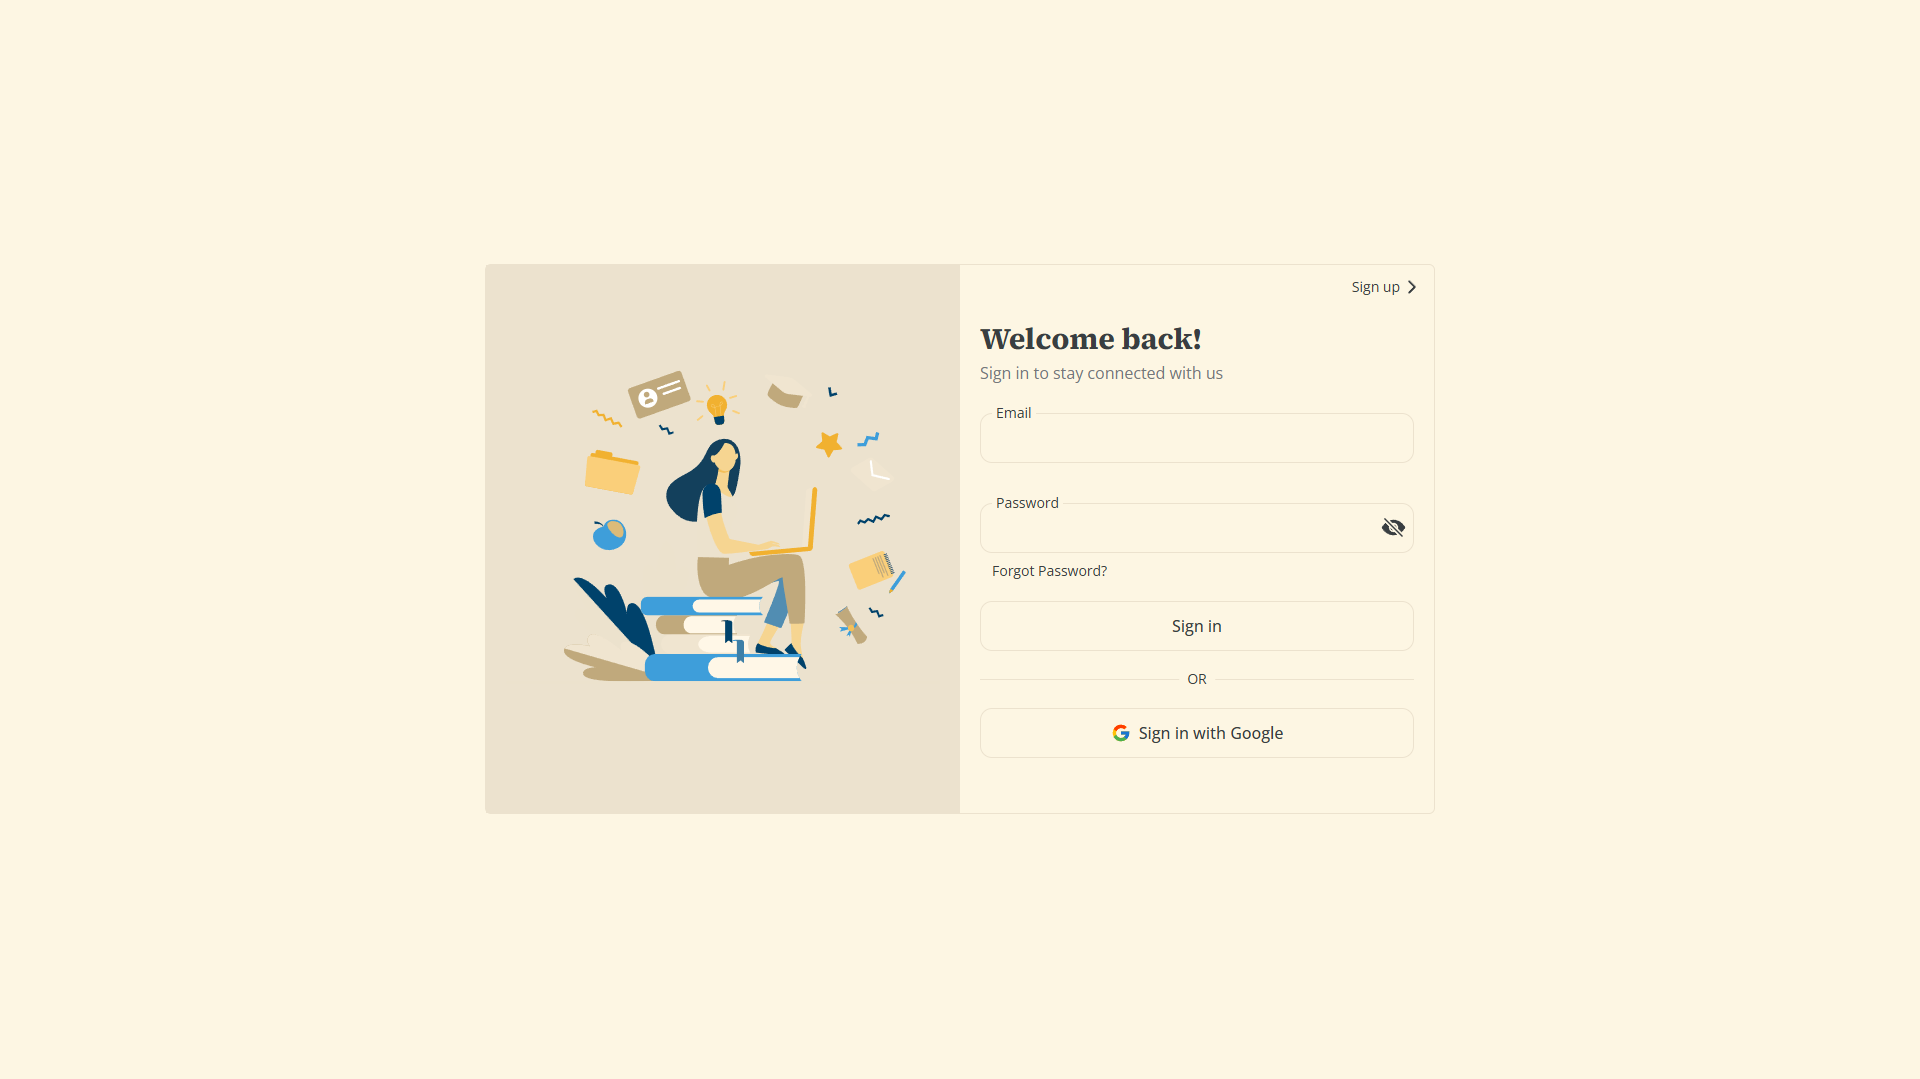 Sign up
Welcome back!
Sign in to stay connected with us
Email
Password
Forgot Password?
Sign in
OR
Sign in with Google